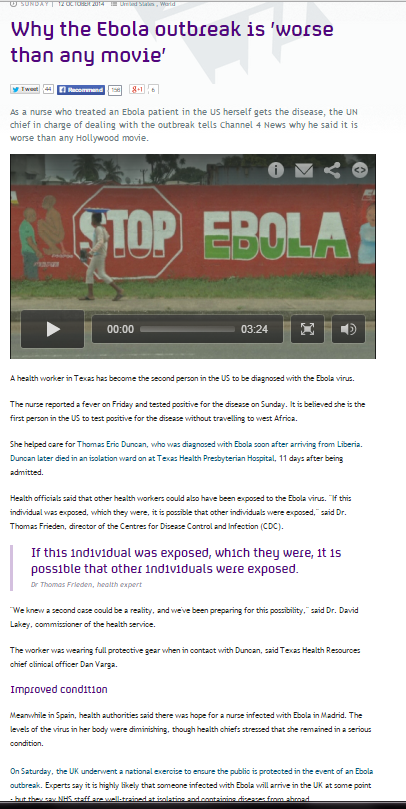 SUNDAY | 12 OCTOBER 2014 United States , World
Why the Ebola outbreak is 'worse
than any movie'
Tweet 44 Recommend 156 g+1 6
As a nurse who treated an Ebola patient in the US herself gets the disease, the UN
chief in charge of dealing with the outbreak tells Channel 4 News why he said it is
worse than any Hollywood movie.
STOP EBOLA
00:00 03:24
A health worker in Texas has become the second person in the US to be diagnosed with the Ebola virus.
The nurse reported a fever on Friday and tested positive for the disease on Sunday. It is believed she is the
first person in the US to test positive for the disease without travelling to west Africa.
She helped care for Thomas Eric Duncan, who was diagnosed with Ebola soon after arriving from Liberia.
Duncan later died in an isolation ward on at Texas Health Presbyterian Hospital, 11 days after being
admitted.
Health officials said that other health workers could also have been exposed to the Ebola virus. "If this
individual was exposed, which they were, it is possible that other individuals were exposed," said Dr.
Thomas Frieden, director of the Centres for Disease Control and Infection (CDC).
If this individual was exposed, which they were, it is
possible that other individuals were exposed.
Dr Thomas Frieden, health expert
"We knew a second case could be a reality, and we've been preparing for this possibility," said Dr. David
Lakey, commissioner of the health service.
The worker was wearing full protective gear when in contact with Duncan, said Texas Health Resources
chief clinical officer Dan Varga.
Improved condition
Meanwhile in Spain, health authorities said there was hope for a nurse infected with Ebola in Madrid. The
levels of the virus in her body were diminishing, though health chiefs stressed that she remained in a serious
condition.
On Saturday, the UK underwent a national exercise to ensure the public is protected in the event of an Ebola
outbreak. Experts say it is highly likely that someone infected with Ebola will arrive in the UK at some point
- but they say NHS staff are well-trained at isolating and containing diseases from abroad.